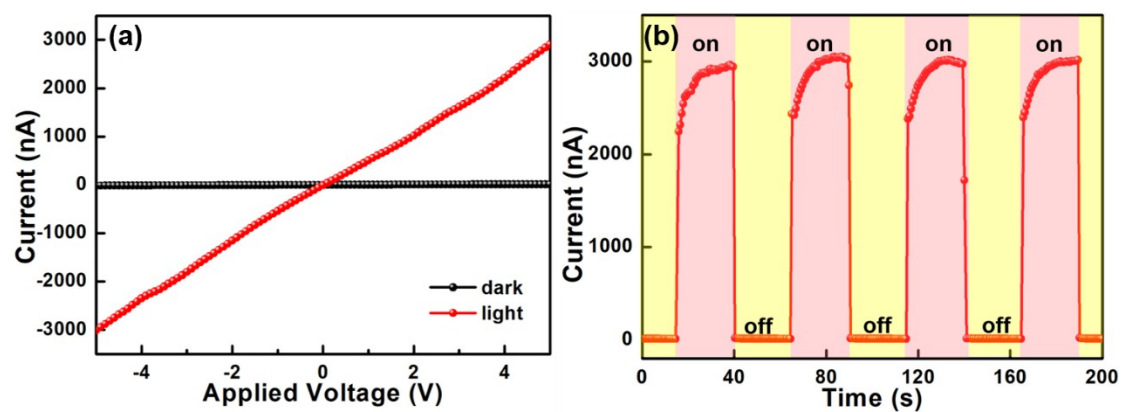 (a)
3000
2000
1000
0
-1000
-2000
-3000
Current (nA)
dark
light
-4 -2 0 2 4
Applied Voltage (V)
(b)
on on on on
3000
2000
1000
0
Current (nA)
off off off
0 40 80 120 160 200
Time (s)